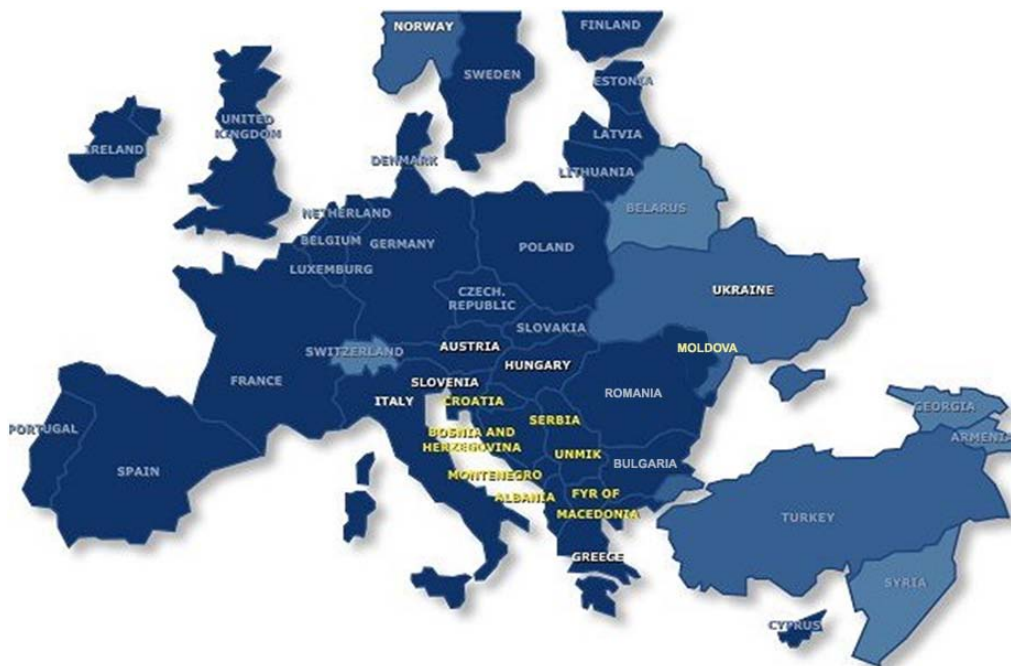 NORWAY
FINLAND
SWEDEN
ESTONIA
UNITED
KINGDOM
LATVIA
IRELAND
DENMARK
LITHUANIA
BELARUS
NETHERLAND
BELGIUM
GERMANY
POLAND
LUXEMBURG
CZECH.
REPUBLIC
UKRAINE
SLOVAKIA
SWITZERLAND
AUSTRIA
MOLDOVA
HUNGARY
FRANCE
SLOVENIA
ITALY
CROATIA
ROMANIA
GEORGIA
SERBIA
PORTUGAL
BOSNIA AND
HERZEGOVINA
ARMENIA
UNMIK
BULGARIA
SPAIN
MONTENEGRO
ALBANIA
FYR OF
MACEDONIA
TURKEY
GREECE
SYRIA
CYPRUS